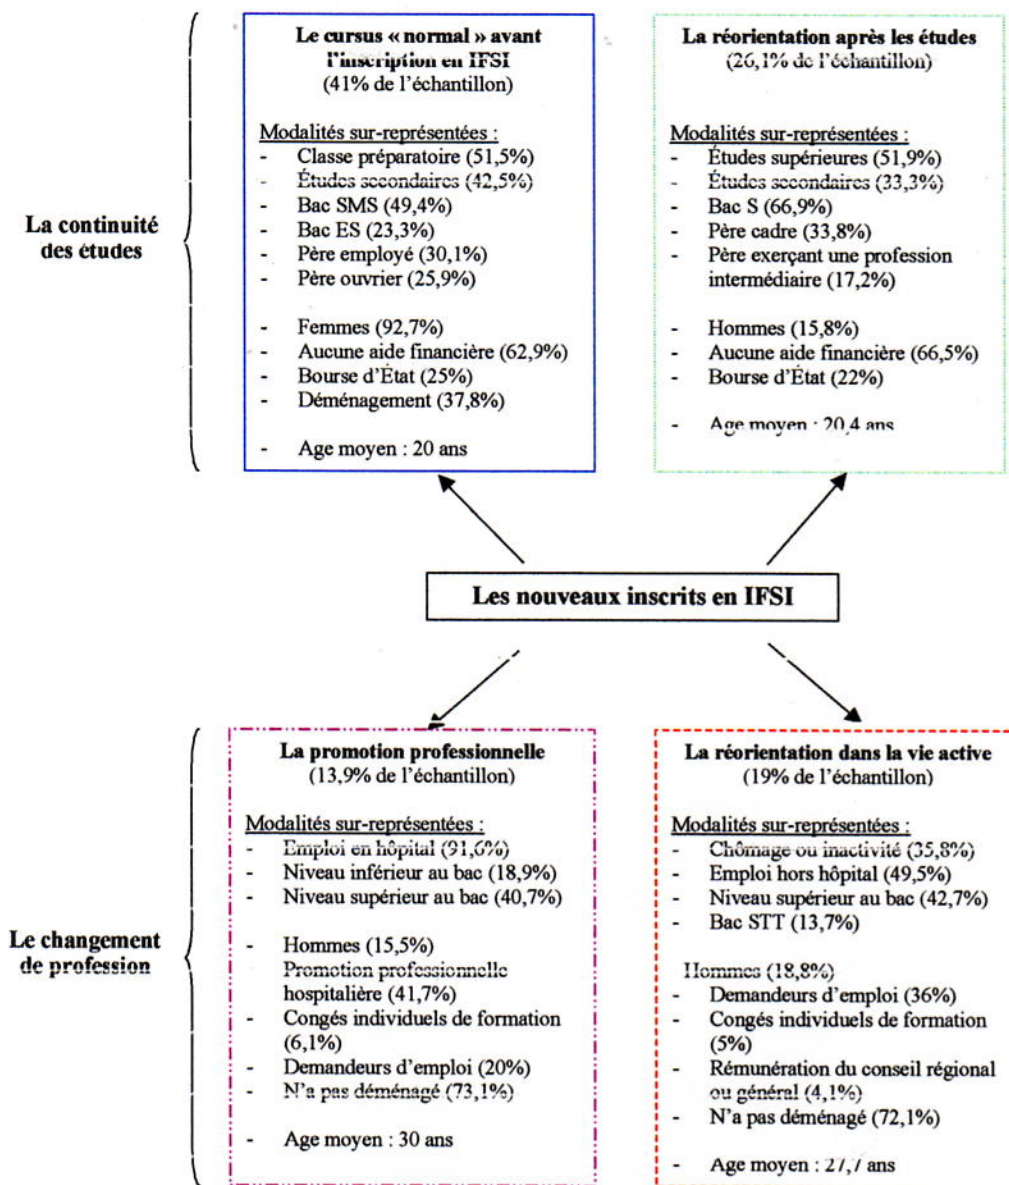 Le cursus « normal » avant
l'inscription en IFSI
(41% de l'échantillon)
Modalités sur-représentées :
- Classe préparatoire (51,5%)
- Études secondaires (42,5%)
- Bac SMS (49,4%)
- Bac ES (23,3%)
- Père employé (30,1%)
- Père ouvrier (25,9%)
- Femmes (92,7%)
- Aucune aide financière (62,9%)
- Bourse d'État (25%)
- Déménagement (37,8%)
- Age moyen : 20 ans
La réorientation après les études
(26,1% de l'échantillon)
Modalités sur-représentées :
- Études supérieures (51,9%)
- Études secondaires (33,3%)
- Bac S (66,9%)
- Père cadre (33,8%)
- Père exerçant une profession
intermédiaire (17,2%)
- Hommes (15,8%)
- Aucune aide financière (66,5%)
- Bourse d'État (22%)
- Age moyen : 20,4 ans
La continuité
des études
Les nouveaux inscrits en IFSI
La promotion professionnelle
(13,9% de l'échantillon)
Modalités sur-représentées :
- Emploi en hôpital (91,6%)
- Niveau inférieur au bac (18,9%)
- Niveau supérieur au bac (40,7%)
- Hommes (15,5%)
- Promotion professionnelle
hospitalière (41,7%)
- Congés individuels de formation
(6,1%)
- Demandeurs d'emploi (20%)
- N'a pas déménagé (73,1%)
- Age moyen : 30 ans
La réorientation dans la vie active
(19% de l'échantillon)
Modalités sur-représentées :
- Chômage ou inactivité (35,8%)
- Emploi hors hôpital (49,5%)
- Niveau supérieur au bac (42,7%)
- Bac STT (13,7%)
Hommes (18,8%)
- Demandeurs d'emploi (36%)
- Congés individuels de formation
(5%)
- Rémunération du conseil régional
ou général (4,1%)
- N'a pas déménagé (72,1%)
- Age moyen : 27,7 ans
Le changement
de profession